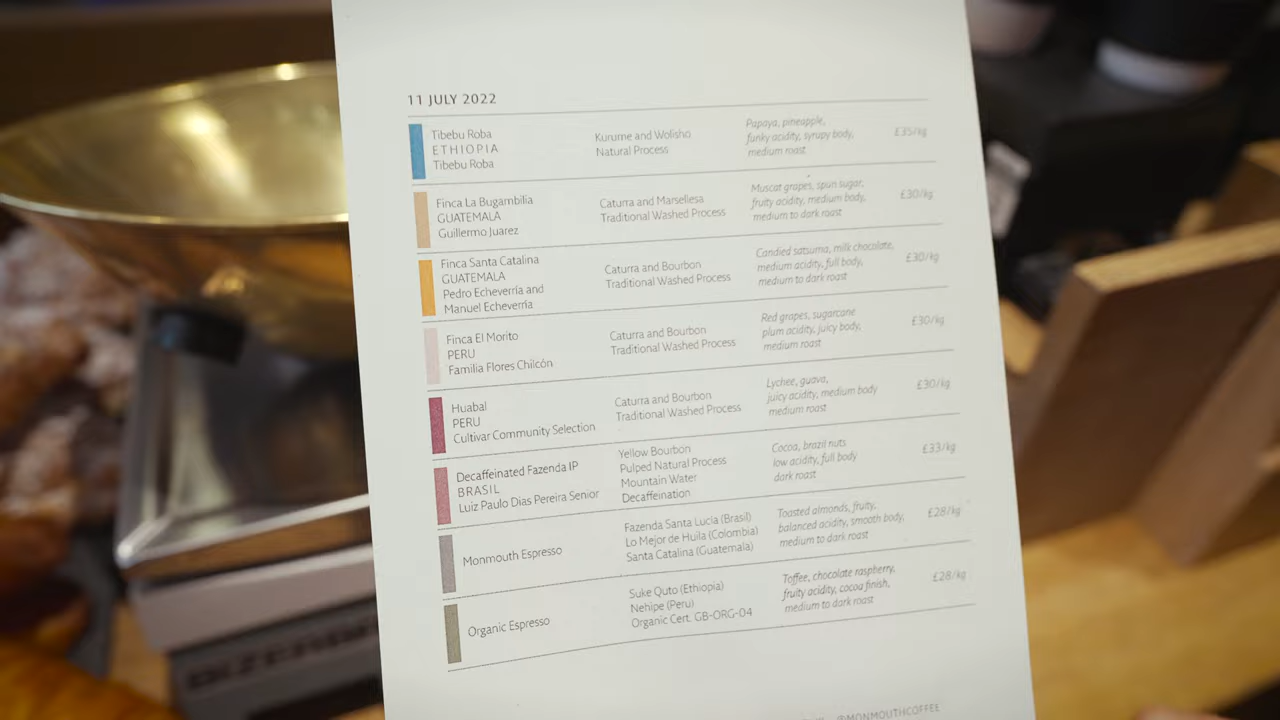 11 JULY 2022
Tibebu Roba
ETHIOPIA
Tibebu Roba
Kurume and Wolisho
Natural Process
Papaya, pineapple,
funky acidity, syrupy body,
medium roast
£35/kg
Finca La Bugambilia
GUATEMALA
Guillermo Juarez
Caturra and Marsellesa
Traditional Washed Process
Muscat grapes, spun sugar,
fruity acidity, medium body,
medium to dark roast
£30/kg
Finca Santa Catalina
GUATEMALA
Pedro Echeverría and
Manuel Echeverría
Caturra and Bourbon
Traditional Washed Process
Candied satsuma, milk chocolate,
medium acidity, full body,
medium to dark roast
£30/kg
Finca El Morito
PERU
Familia Flores Chilcón
Caturra and Bourbon
Traditional Washed Process
Red grapes, sugarcane
plum acidity, juicy body,
medium roast
£30/kg
Huabal
PERU
Cultivar Community Selection
Caturra and Bourbon
Traditional Washed Process
Lychee, guava,
juicy acidity, medium body
medium roast
£30/kg
Decaffeinated Fazenda IP
BRASIL
Luiz Paulo Dias Pereira Senior
Yellow Bourbon
Pulped Natural Process
Mountain Water
Decaffeination
Cocoa, brazil nuts
low acidity, full body
dark roast
£33/kg
Monmouth Espresso
Fazenda Santa Lucia (Brasil)
Lo Mejor de Huila (Colombia)
Santa Catalina (Guatemala)
Toasted almonds, fruity,
balanced acidity, smooth body,
medium to dark roast
£28/kg
Organic Espresso
Suke Quto (Ethiopia)
Nehipe (Peru)
Organic Cert. GB-ORG-04
Toffee, chocolate raspberry,
fruity acidity, cocoa finish,
medium to dark roast
£28/kg
@MONMOUTHCOFFEE